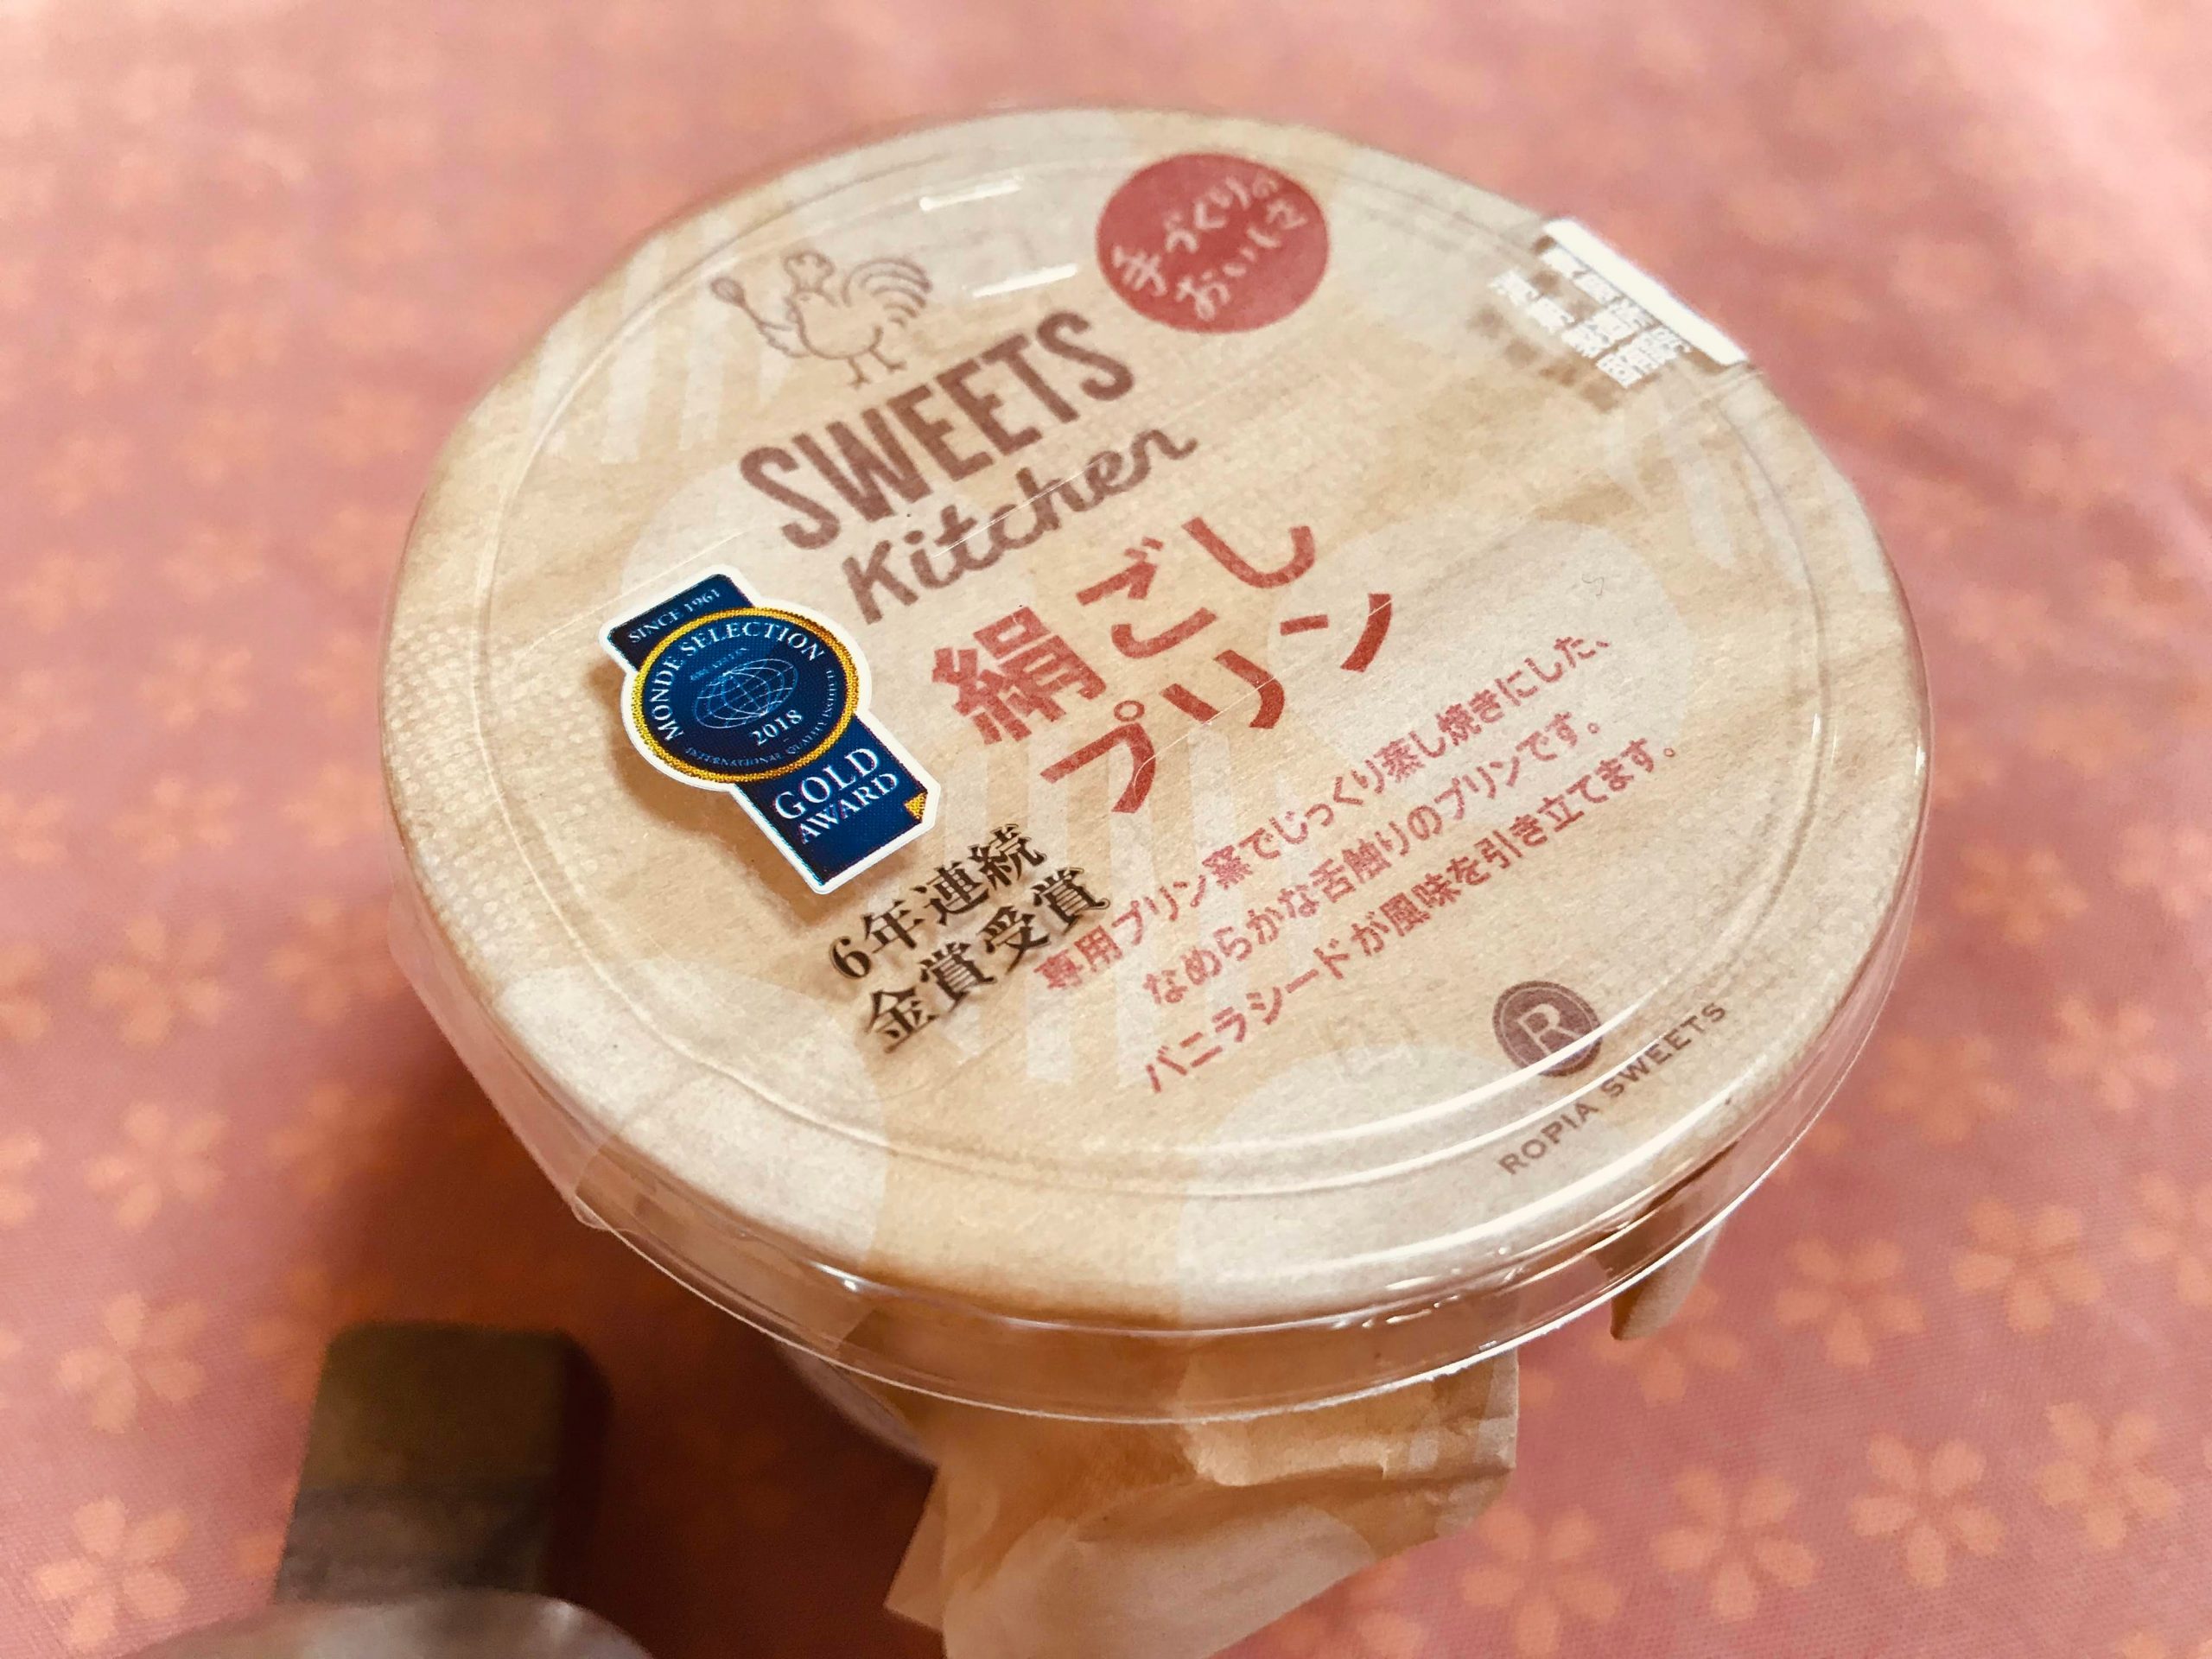 手づくりの
おいしさ
SWEETS
Kitchen
絹ごし
プリン
SINCE 1961
MONDE SELECTION
2018
INTERNATIONAL QUALITY INSTITUTE
GOLD
AWARD
6年連続
金賞受賞
専用プリン窯でじっくり蒸し焼きにした、
なめらかな舌触りのプリンです。
バニラシードが風味を引き立てます。
R
ROPIA SWEETS